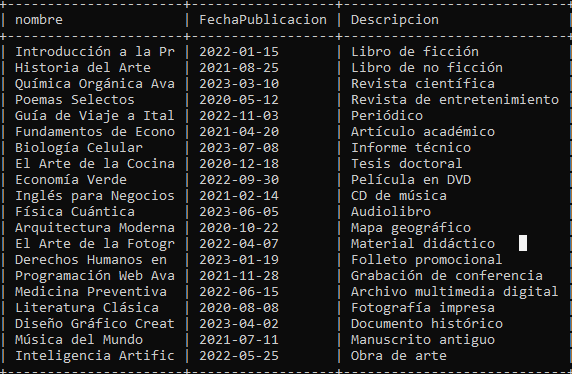 | nombre | FechaPublicacion | Descripcion |
| Introducción a la Pr | 2022-01-15 | Libro de ficción |
| Historia del Arte | 2021-08-25 | Libro de no ficción |
| Química Orgánica Ava | 2023-03-10 | Revista científica |
| Poemas Selectos | 2020-05-12 | Revista de entretenimiento |
| Guía de Viaje a Ital | 2022-11-03 | Periódico |
| Fundamentos de Econo | 2021-04-20 | Artículo académico |
| Biología Celular | 2023-07-08 | Informe técnico |
| El Arte de la Cocina | 2020-12-18 | Tesis doctoral |
| Economía Verde | 2022-09-30 | Película en DVD |
| Inglés para Negocios | 2021-02-14 | CD de música |
| Física Cuántica | 2023-06-05 | Audiolibro |
| Arquitectura Moderna | 2020-10-22 | Mapa geográfico |
| El Arte de la Fotogr | 2022-04-07 | Material didáctico |
| Derechos Humanos en | 2023-01-19 | Folleto promocional |
| Programación Web Ava | 2021-11-28 | Grabación de conferencia |
| Medicina Preventiva | 2022-06-15 | Archivo multimedia digital |
| Literatura Clásica | 2020-08-08 | Fotografía impresa |
| Diseño Gráfico Creat | 2023-04-02 | Documento histórico |
| Música del Mundo | 2021-07-11 | Manuscrito antiguo |
| Inteligencia Artific | 2022-05-25 | Obra de arte |